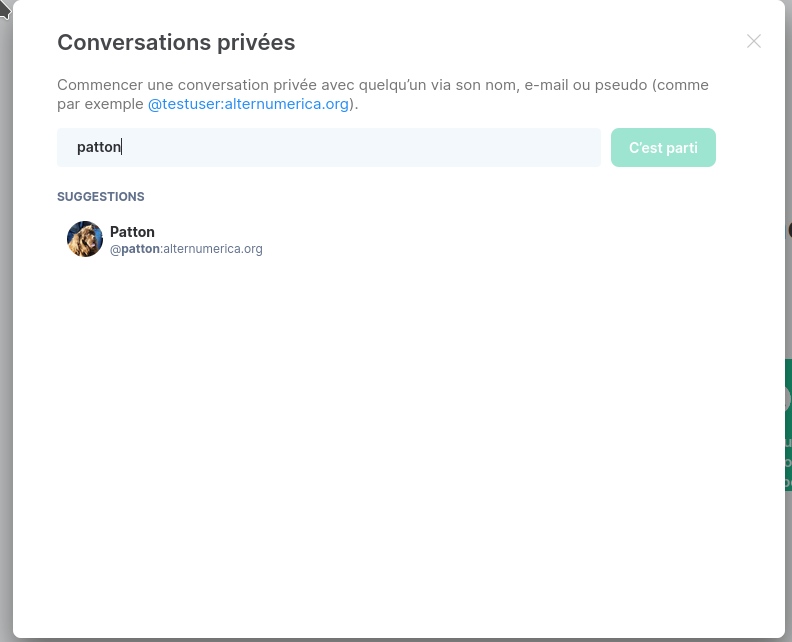 Conversations privées
Commencer une conversation privée avec quelqu’un via son nom, e-mail ou pseudo (comme
par exemple @testuser:alternumerica.org).
patton
C’est parti
SUGGESTIONS
Patton
@patton:alternumerica.org